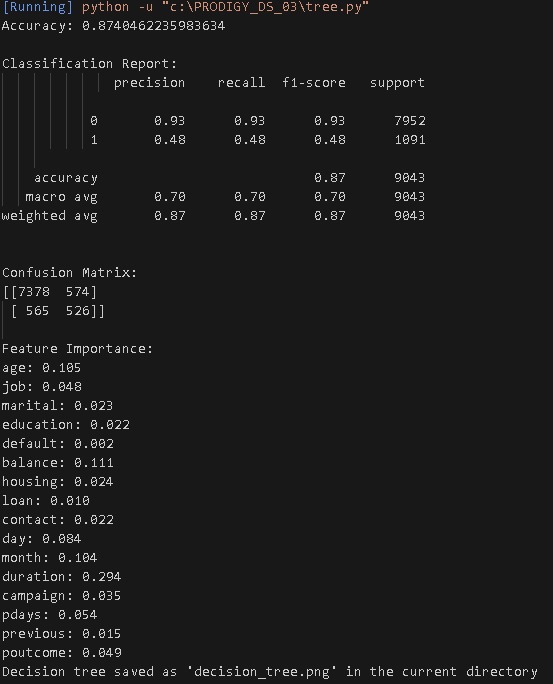 [Running] python -u "c:\PRODIGY_DS_03\tree.py"
Accuracy: 0.8740462235983634
Classification Report:
precision recall f1-score support
0 0.93 0.93 0.93 7952
1 0.48 0.48 0.48 1091
accuracy 0.87 9043
macro avg 0.70 0.70 0.70 9043
weighted avg 0.87 0.87 0.87 9043
Confusion Matrix:
[[7378 574]
[ 565 526]]
Feature Importance:
age: 0.105
job: 0.048
marital: 0.023
education: 0.022
default: 0.002
balance: 0.111
housing: 0.024
loan: 0.010
contact: 0.022
day: 0.084
month: 0.104
duration: 0.294
campaign: 0.035
pdays: 0.054
previous: 0.015
poutcome: 0.049
Decision tree saved as 'decision_tree.png' in the current directory